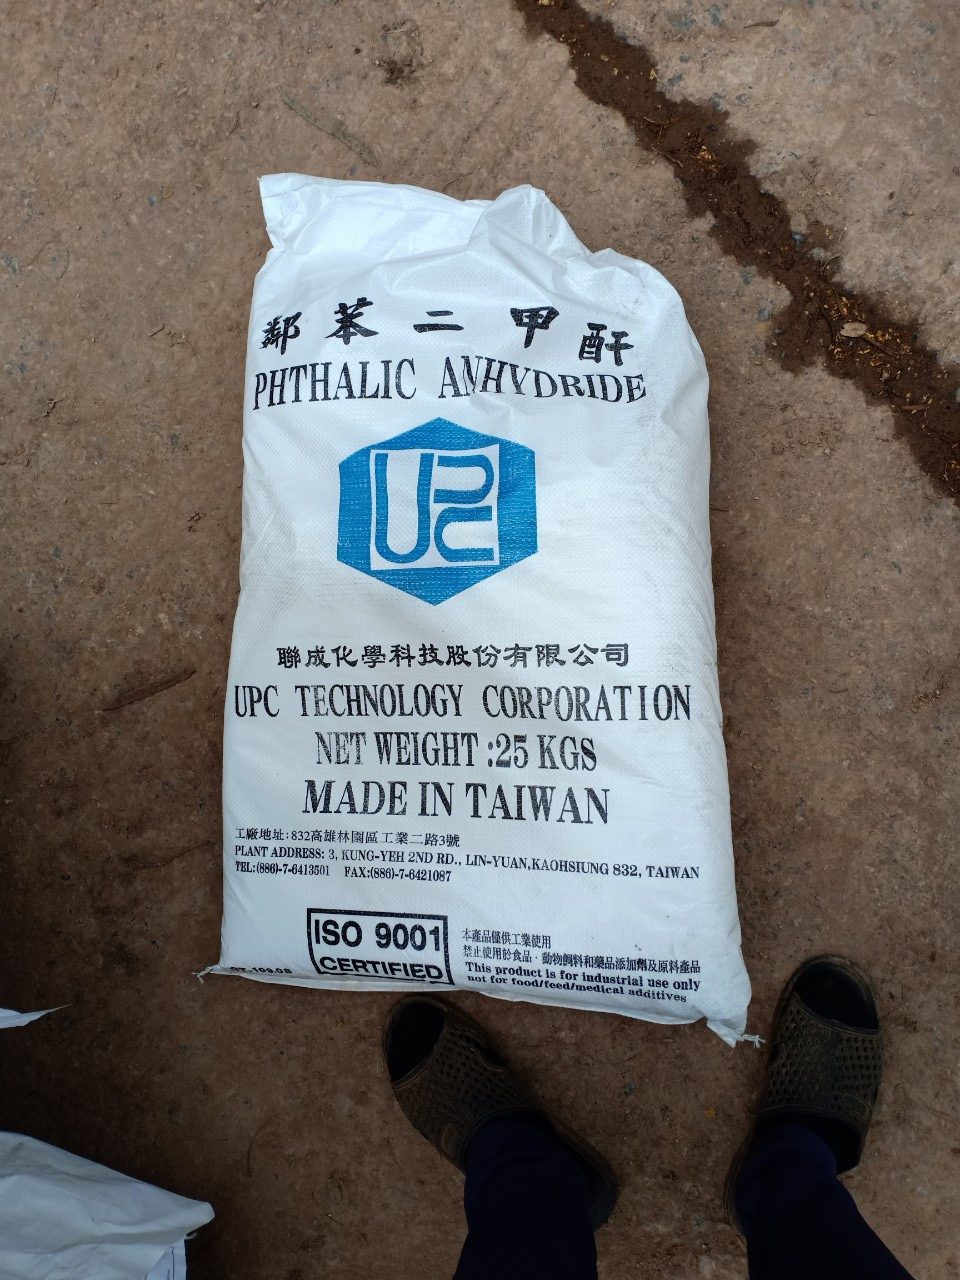 鄰苯二甲酐
PHTHALIC ANHYDRIDE
UPC
聯成化學科技股份有限公司
UPC TECHNOLOGY CORPORATION
NET WEIGHT :25 KGS
MADE IN TAIWAN
工廠地址:832高雄林園區工業二路3號
PLANT ADDRESS: 3, KUNG-YEH 2ND RD., LIN-YUAN,KAOHSIUNG 832, TAIWAN
TEL:(886)-7-6413501 FAX:(886)-7-6421087
ISO 9001
CERTIFIED
本產品僅供工業使用
禁止使用於食品‧動物飼料和藥品添加劑及原料產品
This product is for industrial use only
not for food/feed/medical additives